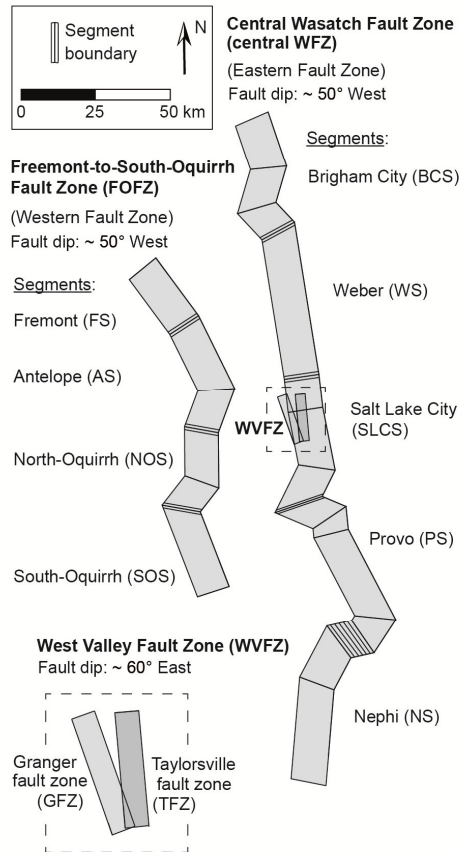 Segment
boundary
N
0
25
50 km
Central Wasatch Fault Zone
(central WFZ)
(Eastern Fault Zone)
Fault dip: ~ 50° West
Segments:
Brigham City (BCS)
Weber (WS)
Salt Lake City
(SLCS)
Provo (PS)
Nephi (NS)
Freemont-to-South-Oquirrh
Fault Zone (FOFZ)
(Western Fault Zone)
Fault dip: ~ 50° West
Segments:
Fremont (FS)
Antelope (AS)
North-Oquirrh (NOS)
South-Oquirrh (SOS)
WVFZ
West Valley Fault Zone (WVFZ)
Fault dip: ~ 60° East
Granger
fault zone
(GFZ)
Taylorsville
fault zone
(TFZ)